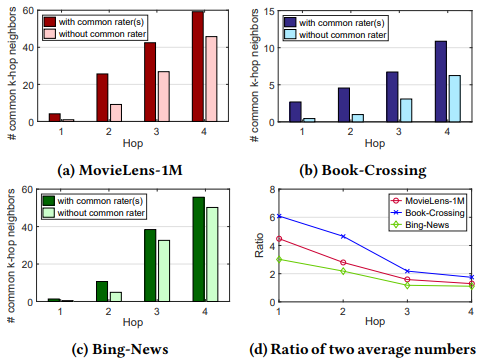 60
40
20
0
# common k-hop neighbors
with common rater(s)
without common rater
1 2 3 4
Hop
(a) MovieLens-1M
15
10
5
0
# common k-hop neighbors
with common rater(s)
without common rater
1 2 3 4
Hop
(b) Book-Crossing
60
40
20
0
# common k-hop neighbors
with common rater(s)
without common rater
1 2 3 4
Hop
(c) Bing-News
8
6
4
2
0
Ratio
MovieLens-1M
Book-Crossing
Bing-News
1 2 3 4
Hop
(d) Ratio of two average numbers